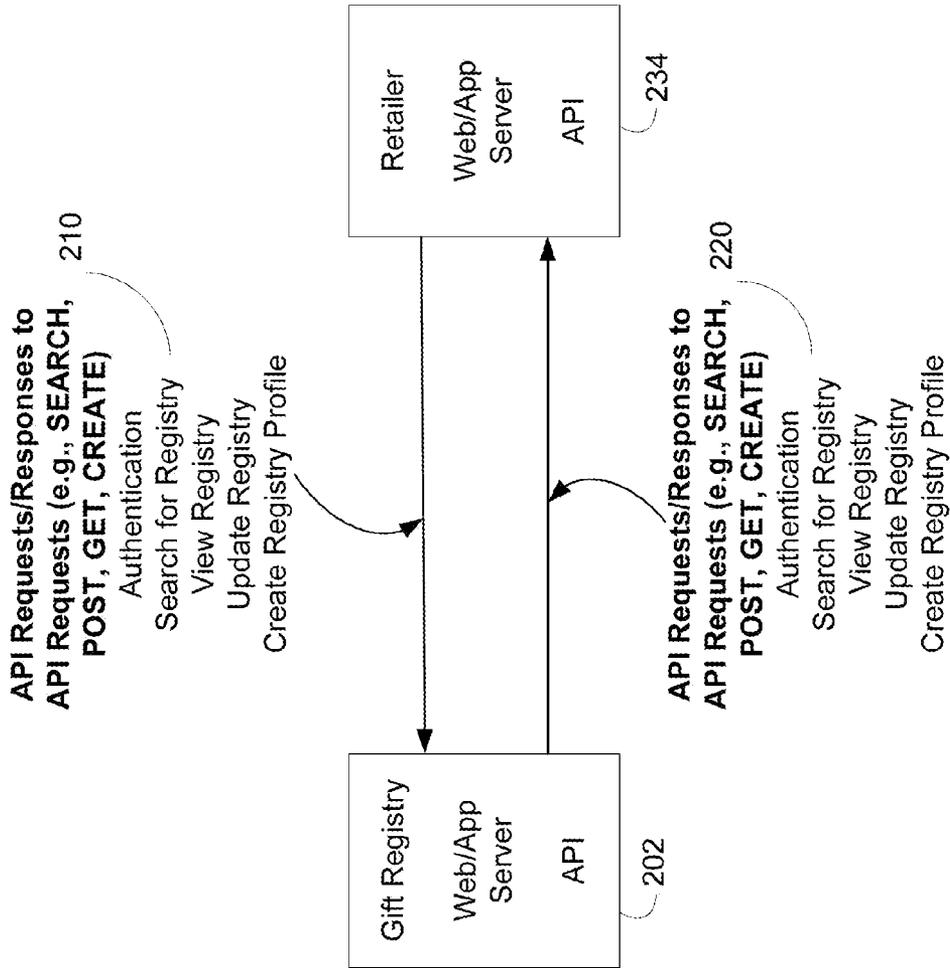 API Requests/Responses to
API Requests (e.g., SEARCH,
POST, GET, CREATE)
210
Authentication
Search for Registry
View Registry
Update Registry
Create Registry Profile
Gift Registry
Web/App
Server
API
202
Retailer
Web/App
Server
API
234
API Requests/Responses to
API Requests (e.g., SEARCH,
POST, GET, CREATE)
220
Authentication
Search for Registry
View Registry
Update Registry
Create Registry Profile